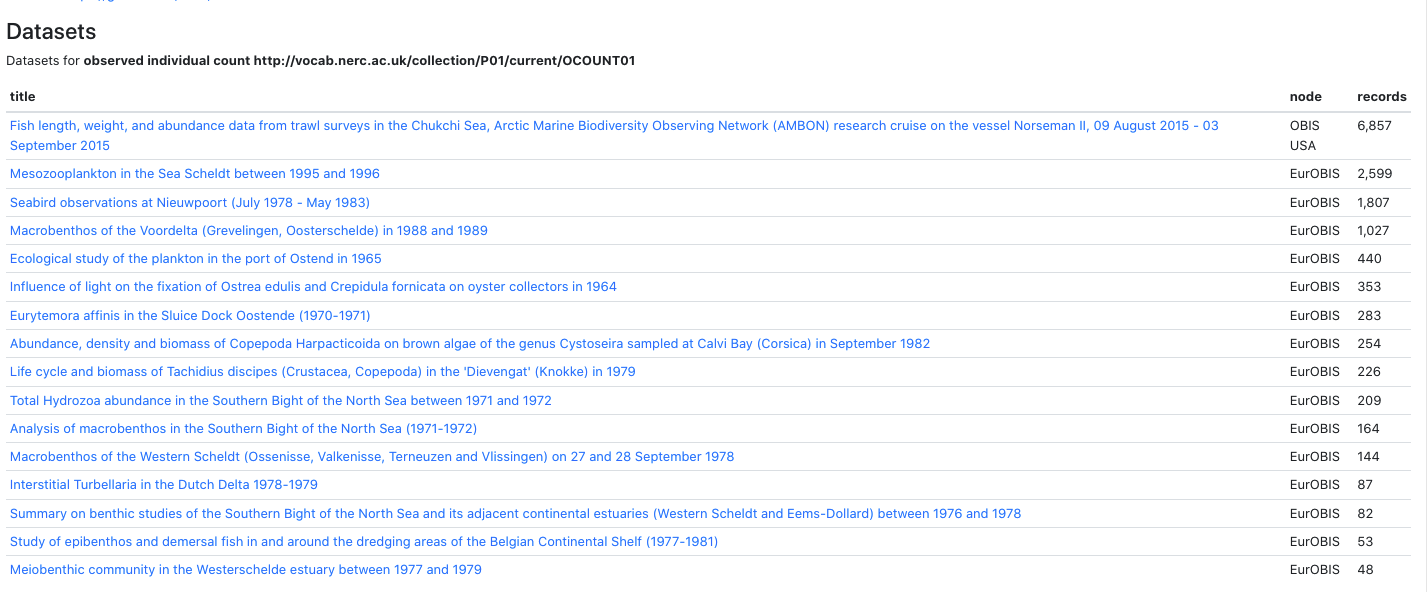 Datasets
Datasets for observed individual count http://vocab.nerc.ac.uk/collection/P01/current/OCOUNT01
title node records
Fish length, weight, and abundance data from trawl surveys in the Chukchi Sea, Arctic Marine Biodiversity Observing Network (AMBON) research cruise on the vessel Norseman II, 09 August 2015 - 03 OBIS 6,857
September 2015 USA
Mesozooplankton in the Sea Scheldt between 1995 and 1996 EurOBIS 2,599
Seabird observations at Nieuwpoort (July 1978 - May 1983) EurOBIS 1,807
Macrobenthos of the Voordelta (Grevelingen, Oosterschelde) in 1988 and 1989 EurOBIS 1,027
Ecological study of the plankton in the port of Ostend in 1965 EurOBIS 440
Influence of light on the fixation of Ostrea edulis and Crepidula fornicata on oyster collectors in 1964 EurOBIS 353
Eurytemora affinis in the Sluice Dock Oostende (1970-1971) EurOBIS 283
Abundance, density and biomass of Copepoda Harpacticoida on brown algae of the genus Cystoseira sampled at Calvi Bay (Corsica) in September 1982 EurOBIS 254
Life cycle and biomass of Tachidius discipes (Crustacea, Copepoda) in the 'Dievengat' (Knokke) in 1979 EurOBIS 226
Total Hydrozoa abundance in the Southern Bight of the North Sea between 1971 and 1972 EurOBIS 209
Analysis of macrobenthos in the Southern Bight of the North Sea (1971-1972) EurOBIS 164
Macrobenthos of the Western Scheldt (Ossenisse, Valkenisse, Terneuzen and Vlissingen) on 27 and 28 September 1978 EurOBIS 144
Interstitial Turbellaria in the Dutch Delta 1978-1979 EurOBIS 87
Summary on benthic studies of the Southern Bight of the North Sea and its adjacent continental estuaries (Western Scheldt and Eems-Dollard) between 1976 and 1978 EurOBIS 82
Study of epibenthos and demersal fish in and around the dredging areas of the Belgian Continental Shelf (1977-1981) EurOBIS 53
Meiobenthic community in the Westerschelde estuary between 1977 and 1979 EurOBIS 48